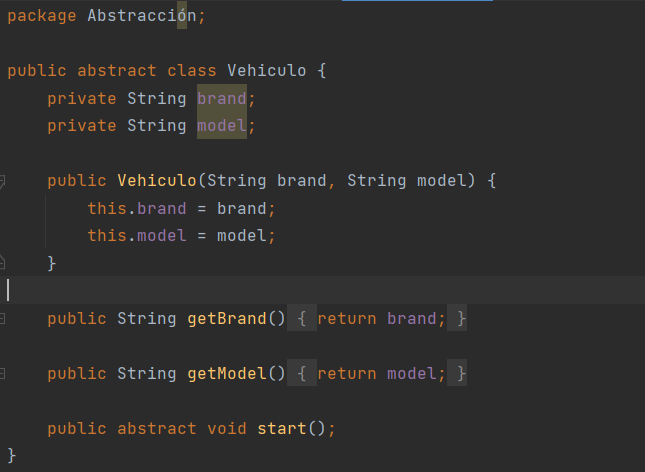 package Abstracción;
public abstract class Vehiculo {
private String brand;
private String model;
public Vehiculo(String brand, String model) {
this.brand = brand;
this.model = model;
}
public String getBrand() { return brand; }
public String getModel() { return model; }
public abstract void start();
}